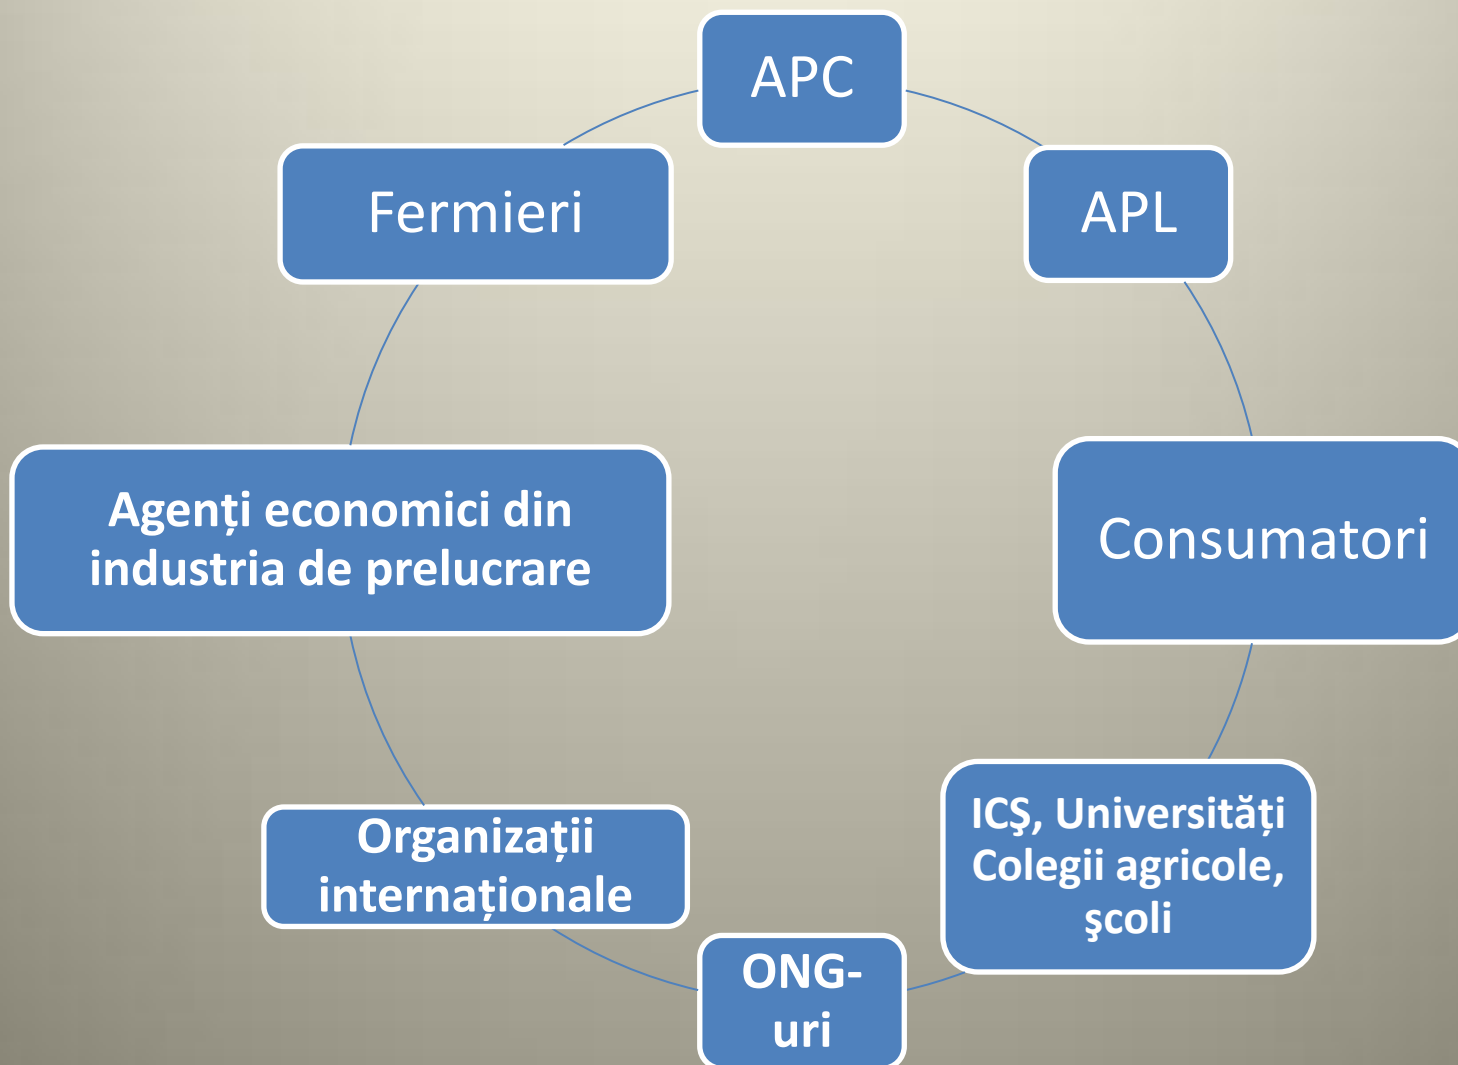 APC
Fermieri
APL
Agenți economici din
industria de prelucrare
Consumatori
Organizații
internaționale
ICŞ, Universități
Colegii agricole,
şcoli
ONG-
uri